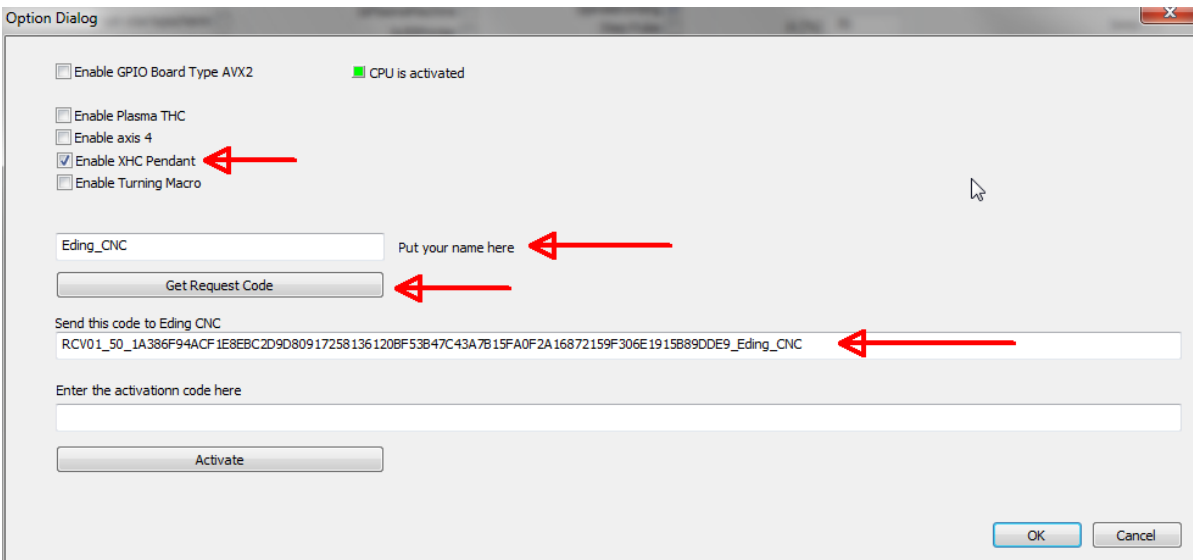 Option Dialog
Enable GPIO Board Type AVX2
CPU is activated
Enable Plasma THC
Enable axis 4
Enable XHC Pendant
Enable Turning Macro
Eding_CNC
Put your name here
Get Request Code
Send this code to Eding CNC
RCV01_50_1A386F94ACF1E8EBC2D9D80917258136120BF53B47C43A7B15FA0F2A16872159F306E1915B89DDE9_Eding_CNC
Enter the activationn code here
Activate
OK
Cancel